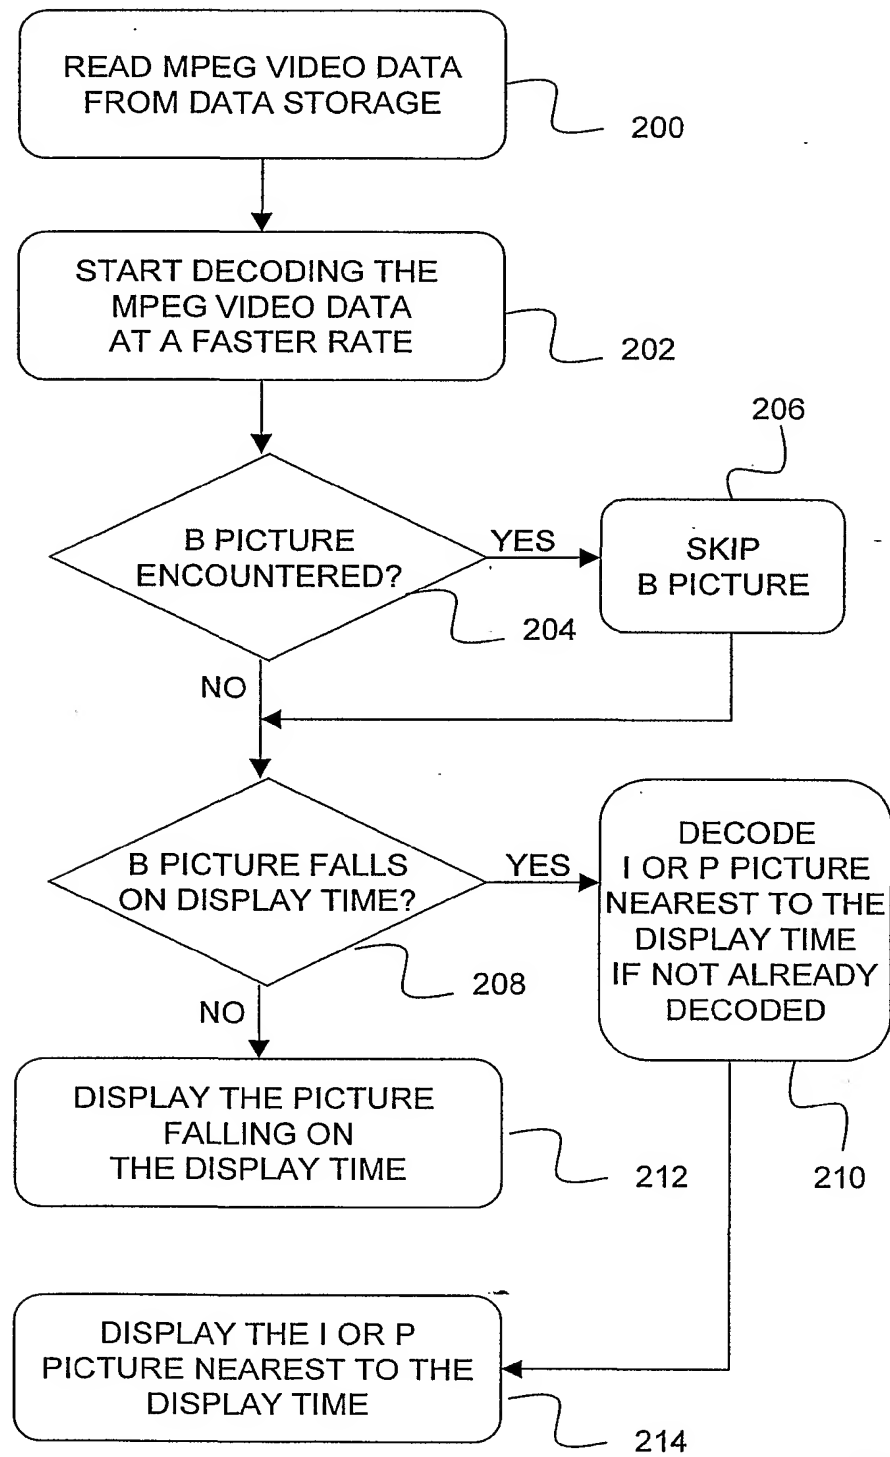 READ MPEG VIDEO DATA
FROM DATA STORAGE
200
START DECODING THE
MPEG VIDEO DATA
AT A FASTER RATE
202
206
B PICTURE
ENCOUNTERED?
YES
SKIP
B PICTURE
204
NO
B PICTURE FALLS
ON DISPLAY TIME?
YES
DECODE
I OR P PICTURE
NEAREST TO THE
DISPLAY TIME
IF NOT ALREADY
DECODED
208
NO
DISPLAY THE PICTURE
FALLING ON
THE DISPLAY TIME
212
210
DISPLAY THE I OR P
PICTURE NEAREST TO THE
DISPLAY TIME
214